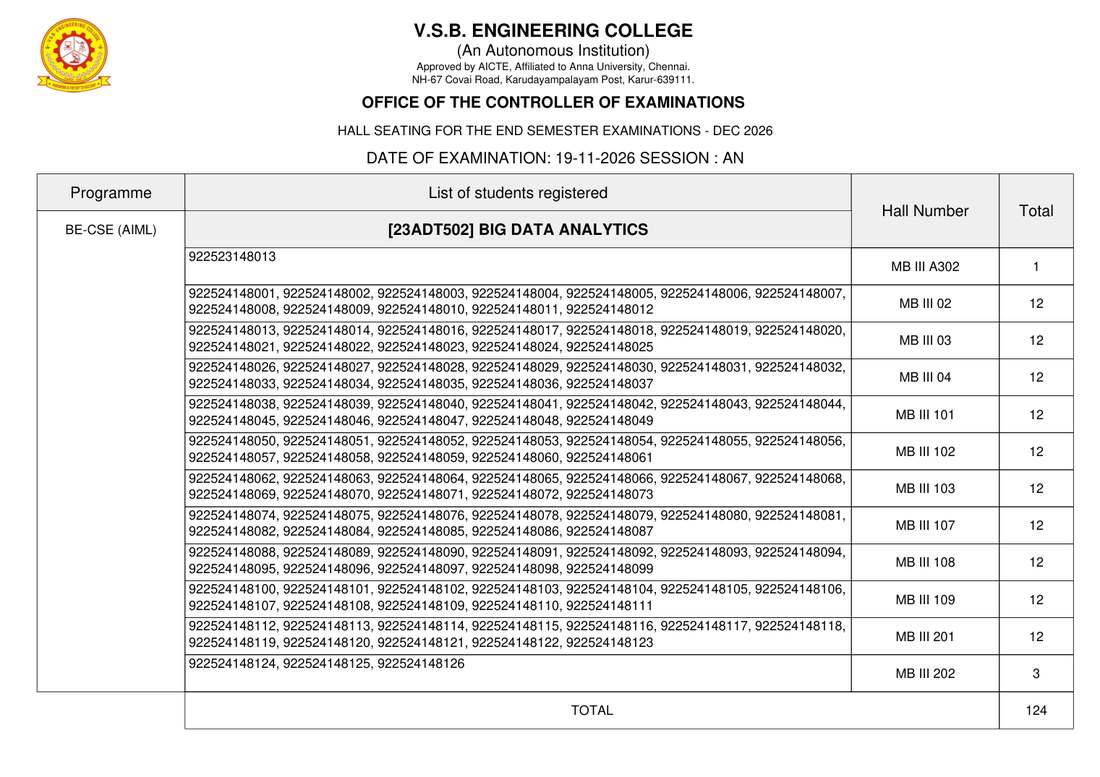 V.S.B. ENGINEERING COLLEGE
(An Autonomous Institution)
Approved by AICTE, Affiliated to Anna University, Chennai.
NH-67 Covai Road, Karudayampalayam Post, Karur-639111.
OFFICE OF THE CONTROLLER OF EXAMINATIONS
HALL SEATING FOR THE END SEMESTER EXAMINATIONS - DEC 2026
DATE OF EXAMINATION: 19-11-2026 SESSION : AN
Programme List of students registered Hall Number Total
BE-CSE (AIML) [23ADT502] BIG DATA ANALYTICS
922523148013 MB III A302 1
922524148001, 922524148002, 922524148003, 922524148004, 922524148005, 922524148006, 922524148007,
922524148008, 922524148009, 922524148010, 922524148011, 922524148012 MB III 02 12
922524148013, 922524148014, 922524148016, 922524148017, 922524148018, 922524148019, 922524148020,
922524148021, 922524148022, 922524148023, 922524148024, 922524148025 MB III 03 12
922524148026, 922524148027, 922524148028, 922524148029, 922524148030, 922524148031, 922524148032,
922524148033, 922524148034, 922524148035, 922524148036, 922524148037 MB III 04 12
922524148038, 922524148039, 922524148040, 922524148041, 922524148042, 922524148043, 922524148044,
922524148045, 922524148046, 922524148047, 922524148048, 922524148049 MB III 101 12
922524148050, 922524148051, 922524148052, 922524148053, 922524148054, 922524148055, 922524148056,
922524148057, 922524148058, 922524148059, 922524148060, 922524148061 MB III 102 12
922524148062, 922524148063, 922524148064, 922524148065, 922524148066, 922524148067, 922524148068,
922524148069, 922524148070, 922524148071, 922524148072, 922524148073 MB III 103 12
922524148074, 922524148075, 922524148076, 922524148078, 922524148079, 922524148080, 922524148081,
922524148082, 922524148084, 922524148085, 922524148086, 922524148087 MB III 107 12
922524148088, 922524148089, 922524148090, 922524148091, 922524148092, 922524148093, 922524148094,
922524148095, 922524148096, 922524148097, 922524148098, 922524148099 MB III 108 12
922524148100, 922524148101, 922524148102, 922524148103, 922524148104, 922524148105, 922524148106,
922524148107, 922524148108, 922524148109, 922524148110, 922524148111 MB III 109 12
922524148112, 922524148113, 922524148114, 922524148115, 922524148116, 922524148117, 922524148118,
922524148119, 922524148120, 922524148121, 922524148122, 922524148123 MB III 201 12
922524148124, 922524148125, 922524148126 MB III 202 3
TOTAL 124